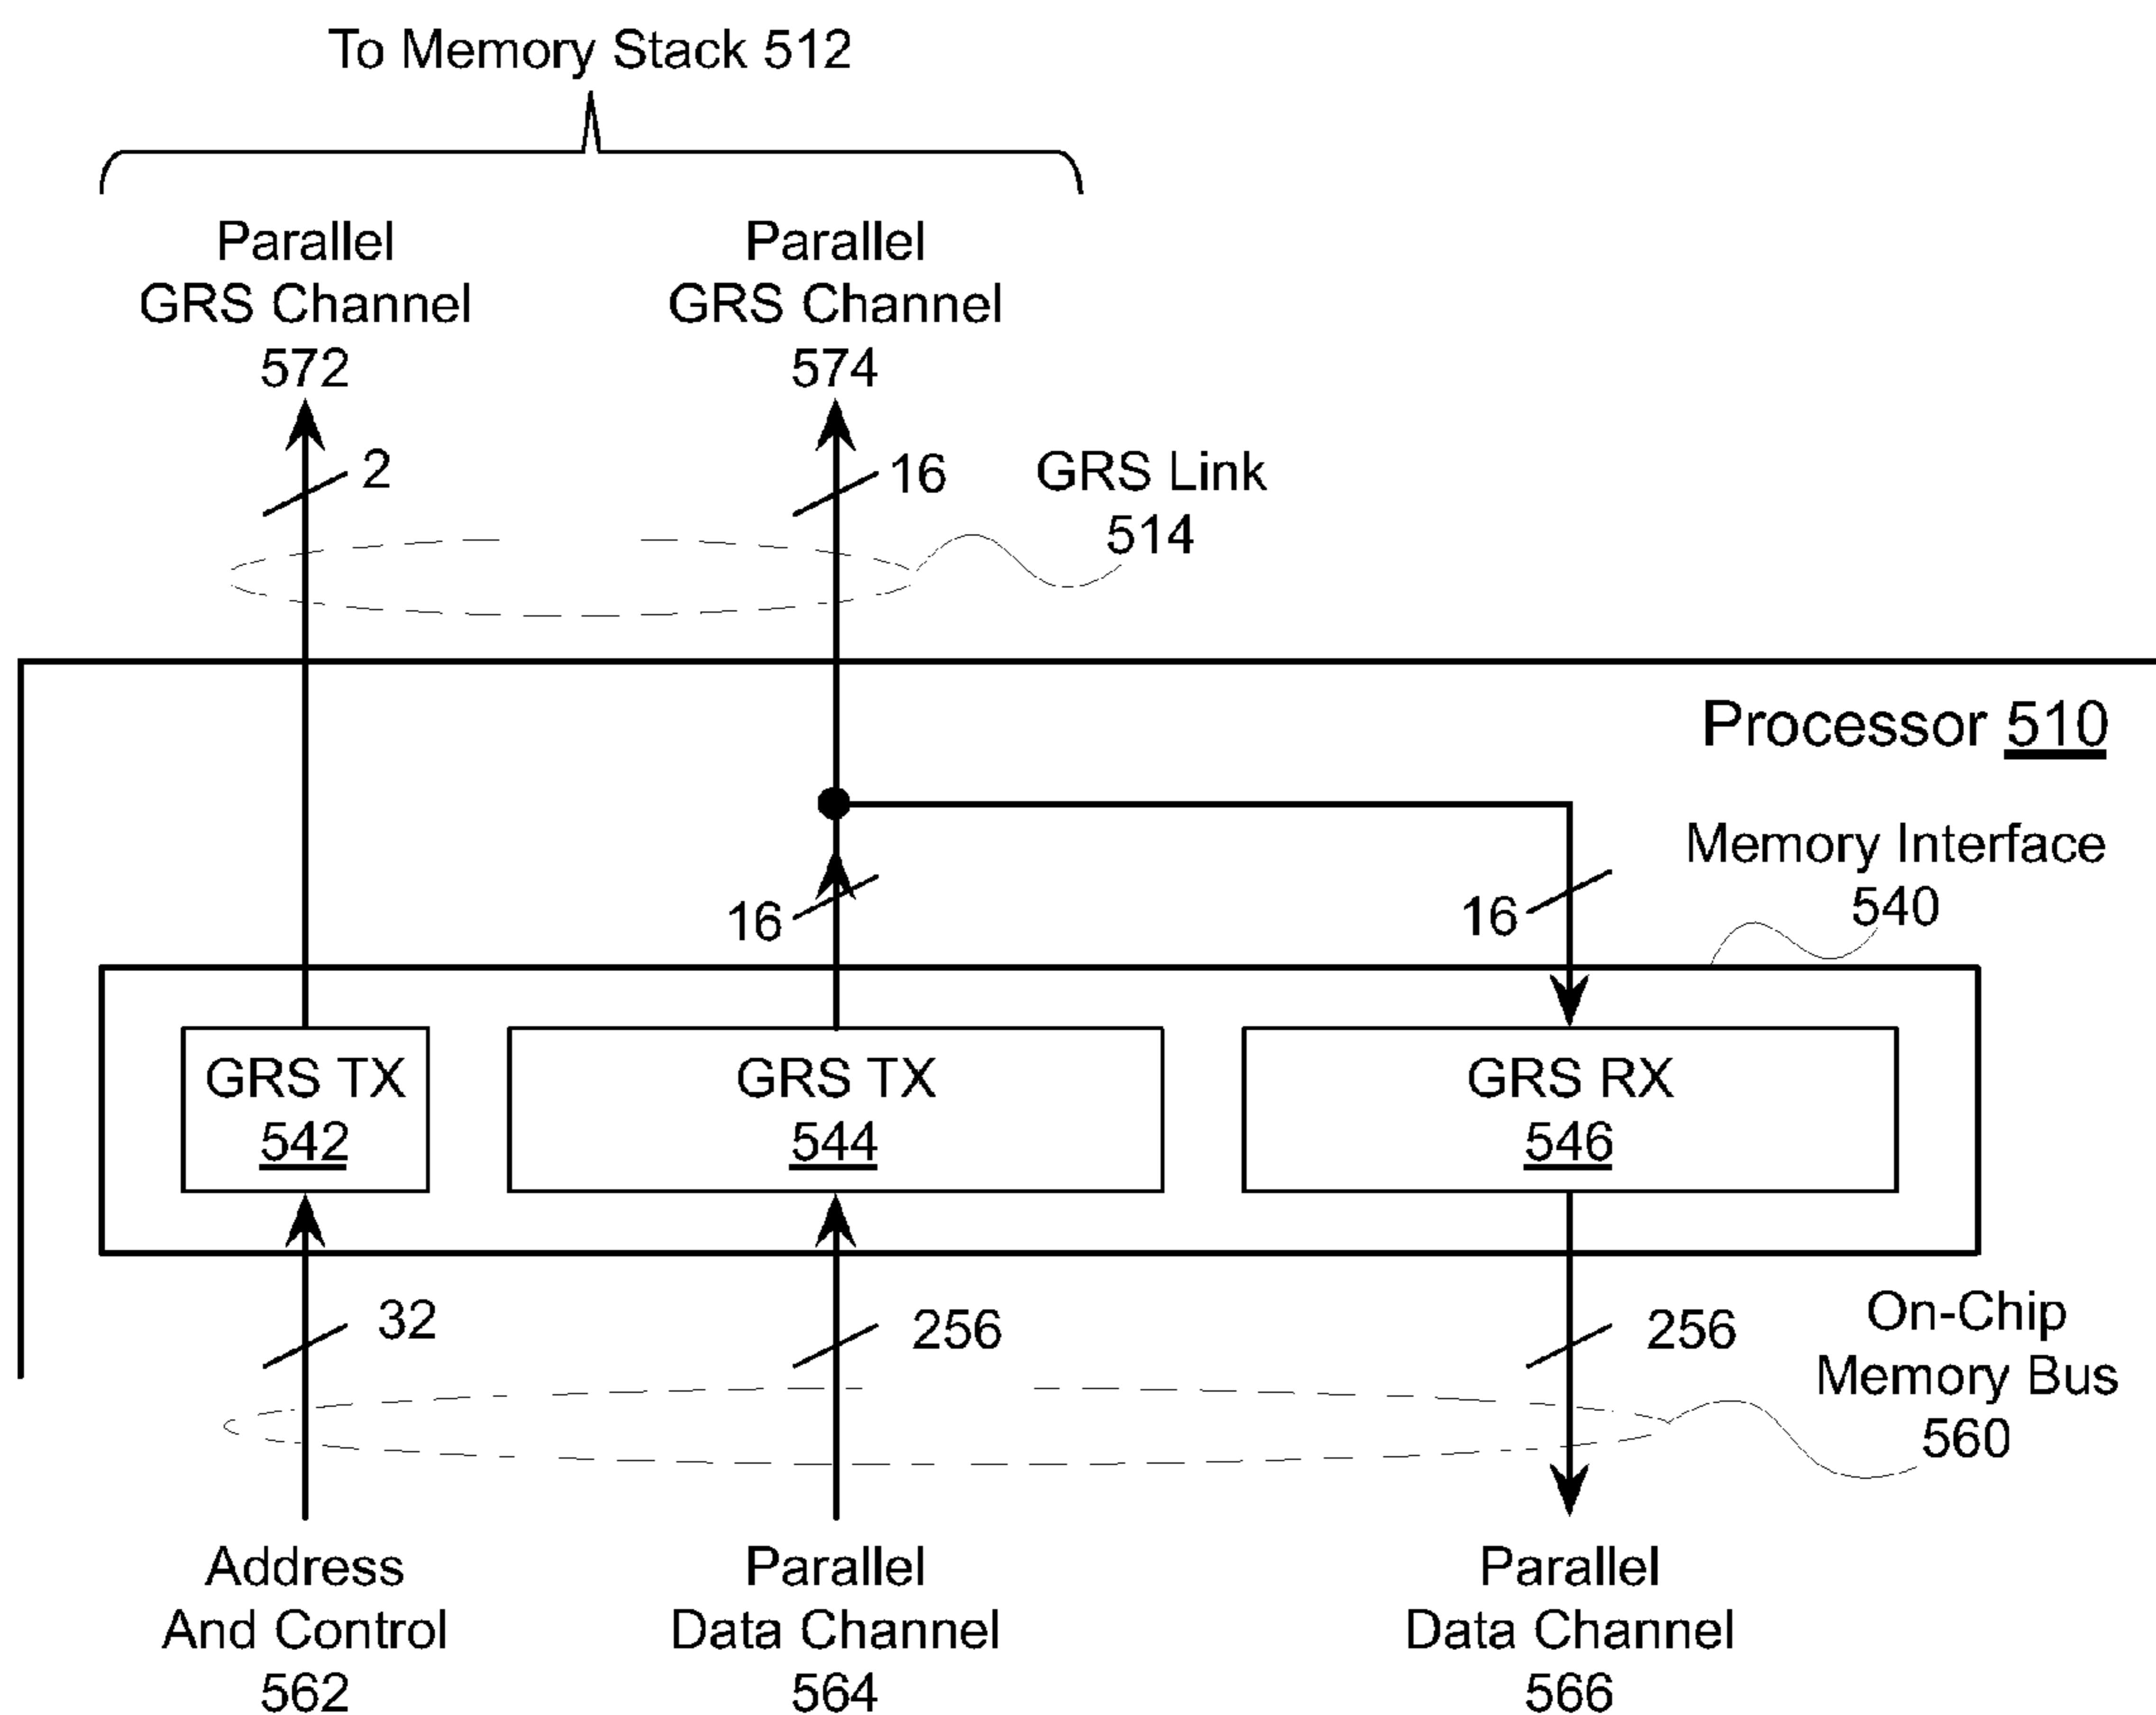 To Memory Stack 512
Parallel
GRS Channel
572
Parallel
GRS Channel
574
2
16
GRS Link
514
Processor 510
Memory Interface
540
16
16
GRS TX
542
GRS TX
544
GRS RX
546
32
256
256
On-Chip
Memory Bus
560
Address
And Control
562
Parallel
Data Channel
564
Parallel
Data Channel
566